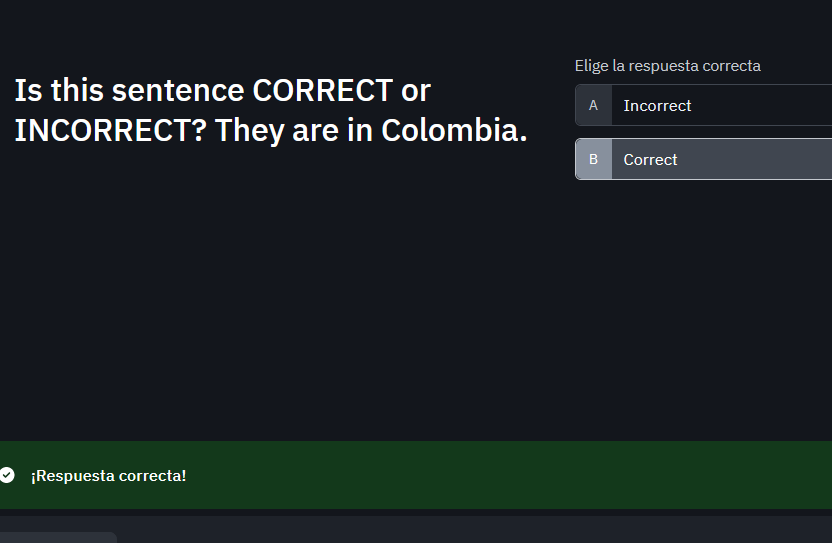 Is this sentence CORRECT or
INCORRECT? They are in Colombia.
Elige la respuesta correcta
A Incorrect
B Correct
¡Respuesta correcta!